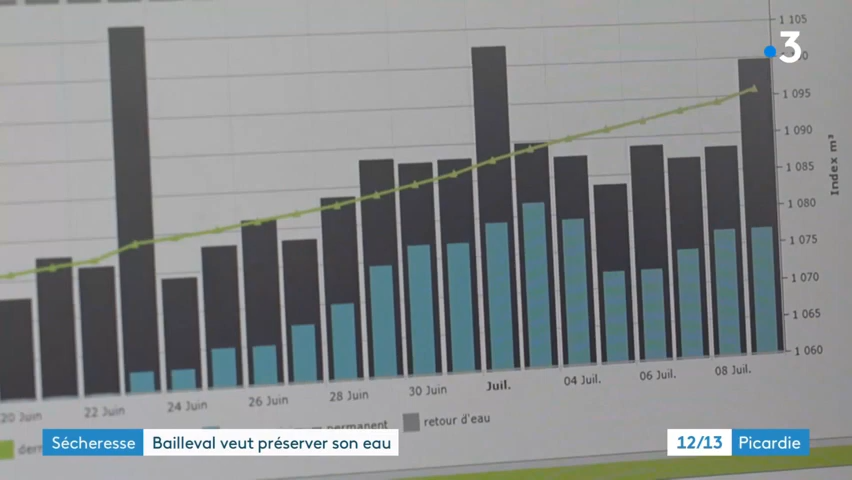 3
1 105
1 095
1 090
1 085
1 080
1 075
1 070
1 065
1 060
Index m³
20 Juin
22 Juin
24 Juin
26 Juin
28 Juin
30 Juin
Juil.
04 Juil.
06 Juil.
08 Juil.
permanent
retour d'eau
Sécheresse
Bailleval veut préserver son eau
12/13
Picardie